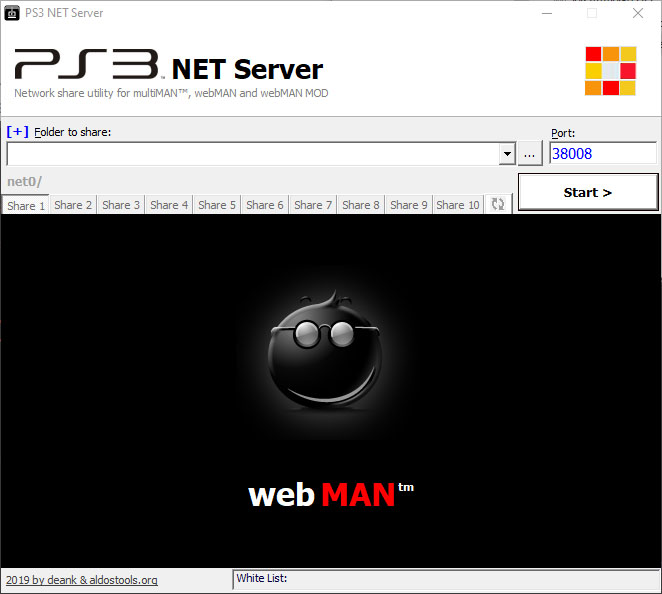 PS3 NET Server
PS3™ NET Server
Network share utility for multiMAN™, webMAN and webMAN MOD
[+] Folder to share:
Port:
...
38008
net0/
Start >
Share 1 Share 2 Share 3 Share 4 Share 5 Share 6 Share 7 Share 8 Share 9 Share 10
web MAN tm
2019 by deank & aldostools.org
White List: